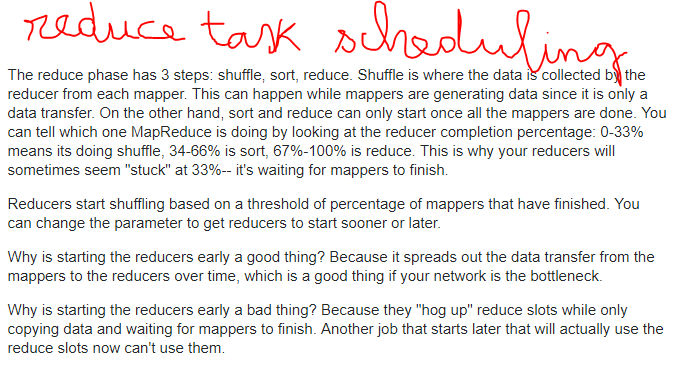 reduce task scheduling
The reduce phase has 3 steps: shuffle, sort, reduce. Shuffle is where the data is collected by the
reducer from each mapper. This can happen while mappers are generating data since it is only a
data transfer. On the other hand, sort and reduce can only start once all the mappers are done. You
can tell which one MapReduce is doing by looking at the reducer completion percentage: 0-33%
means its doing shuffle, 34-66% is sort, 67%-100% is reduce. This is why your reducers will
sometimes seem "stuck" at 33%-- it's waiting for mappers to finish.
Reducers start shuffling based on a threshold of percentage of mappers that have finished. You
can change the parameter to get reducers to start sooner or later.
Why is starting the reducers early a good thing? Because it spreads out the data transfer from the
mappers to the reducers over time, which is a good thing if your network is the bottleneck.
Why is starting the reducers early a bad thing? Because they "hog up" reduce slots while only
copying data and waiting for mappers to finish. Another job that starts later that will actually use the
reduce slots now can't use them.